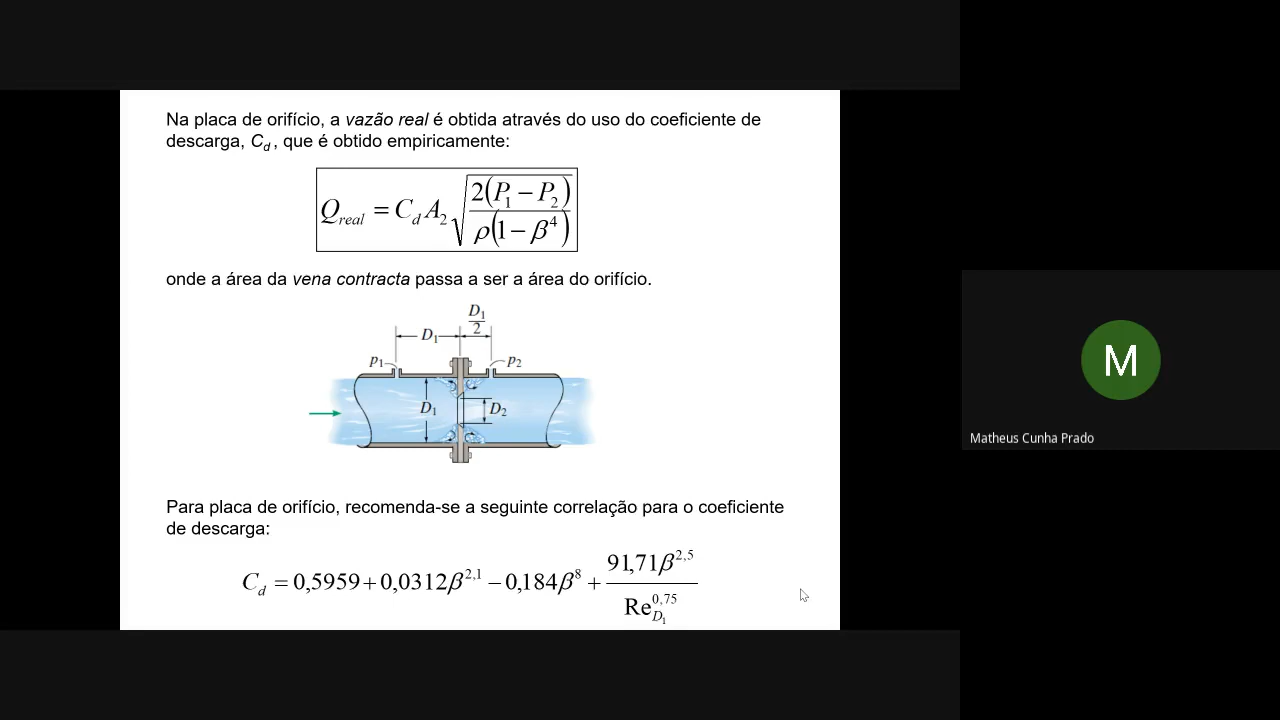 Na placa de orifício, a vazão real é obtida através do uso do coeficiente de
descarga, Cd , que é obtido empiricamente:
Qreal = Cd A2 √(2(P1 − P2) / ρ(1 − β^4))
onde a área da vena contracta passa a ser a área do orifício.
D1/2
D1
p1 p2
D1 D2
M
Matheus Cunha Prado
Para placa de orifício, recomenda-se a seguinte correlação para o coeficiente
de descarga:
Cd = 0,5959 + 0,0312β^2,1 − 0,184β^8 + 91,71β^2,5 / Re_D1^0,75